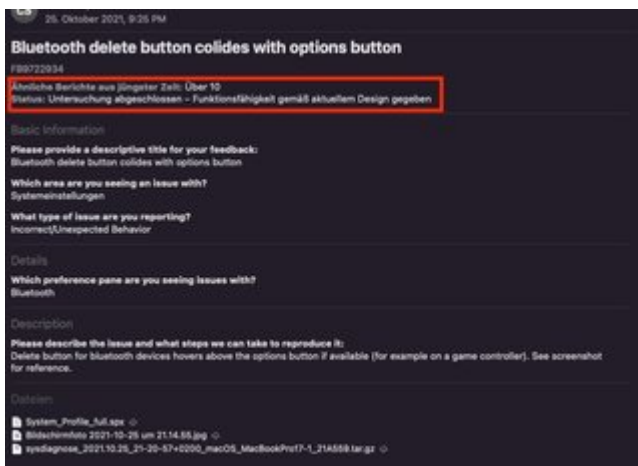 25. Oktober 2021, 9:25 PM
Bluetooth delete button colides with options button
FB9722934
Ähnliche Berichte aus jüngster Zeit: Über 10
Status: Untersuchung abgeschlossen – Funktionsfähigkeit gemäß aktuellem Design gegeben
Basic Information
Please provide a descriptive title for your feedback:
Bluetooth delete button colides with options button
Which area are you seeing an issue with?
Systemeinstellungen
What type of issue are you reporting?
Incorrect/Unexpected Behavior
Details
Which preference pane are you seeing issues with?
Bluetooth
Description
Please describe the issue and what steps we can take to reproduce it:
Delete button for bluetooth devices hovers above the options button if available (for example on a game controller). See screenshot
for reference.
Dateien
System_Profile_full.spx
Bildschirmfoto 2021-10-25 um 21.14.55.jpg
sysdiagnose_2021.10.25_21-20-57+0200_macOS_MacBookPro17-1_21A559.tar.gz